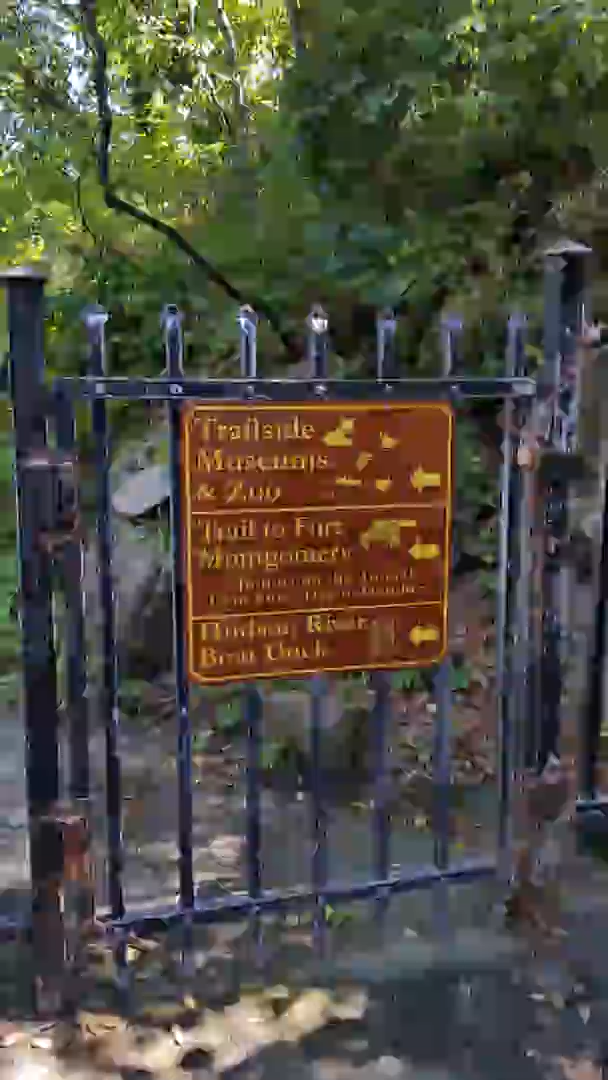 Trailside
Museums
& Zoo
Trail to Fort
Montgomery
Hudson River
Boat Dock